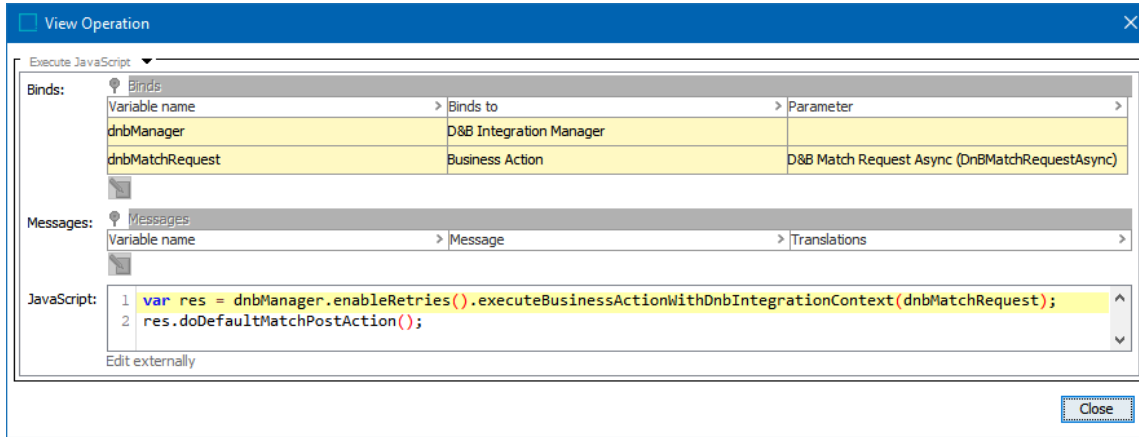 View Operation
Execute JavaScript
Binds:
Binds
Variable name > Binds to > Parameter >
dnbManager D&B Integration Manager
dnbMatchRequest Business Action D&B Match Request Async (DnBMatchRequestAsync)
Messages:
Messages
Variable name > Message > Translations >
JavaScript:
1 var res = dnbManager.enableRetries().executeBusinessActionWithDnbIntegrationContext(dnbMatchRequest);
2 res.doDefaultMatchPostAction();
Edit externally
Close